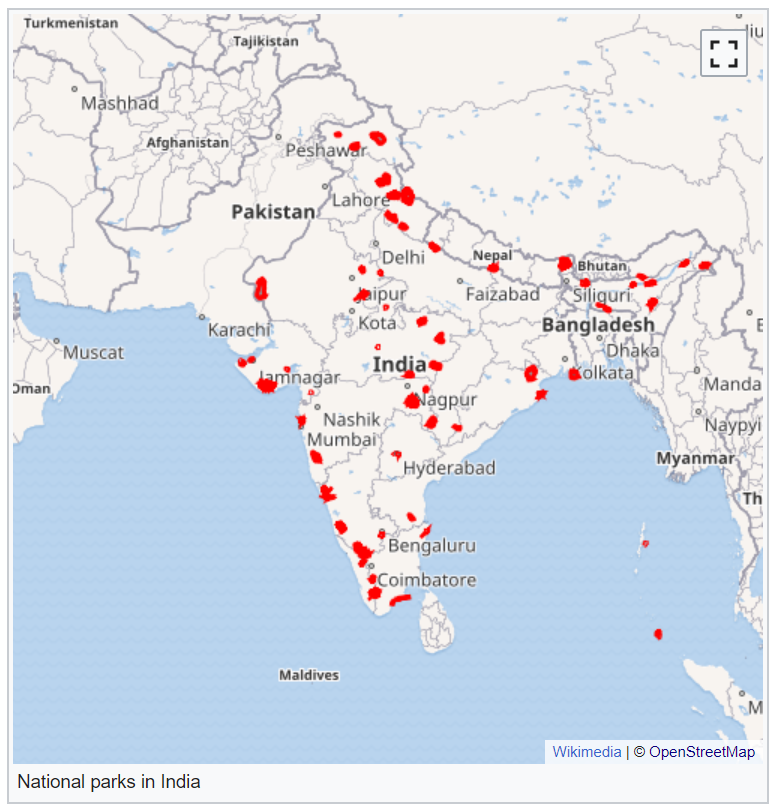 Turkmenistan
Tajikistan
Mashhad
Afghanistan
Peshawar
Lahore
Pakistan
Delhi
Nepal
Bhutan
Jaipur
Faizabad
Siliguri
Karachi
Kota
Bangladesh
Muscat
Dhaka
India
Kolkata
Oman
Jamnagar
Manda
Nagpur
Nashik
Naypyi
Mumbai
Myanmar
Hyderabad
Th
Bengaluru
Coimbatore
Maldives
M
Wikimedia | © OpenStreetMap
National parks in India